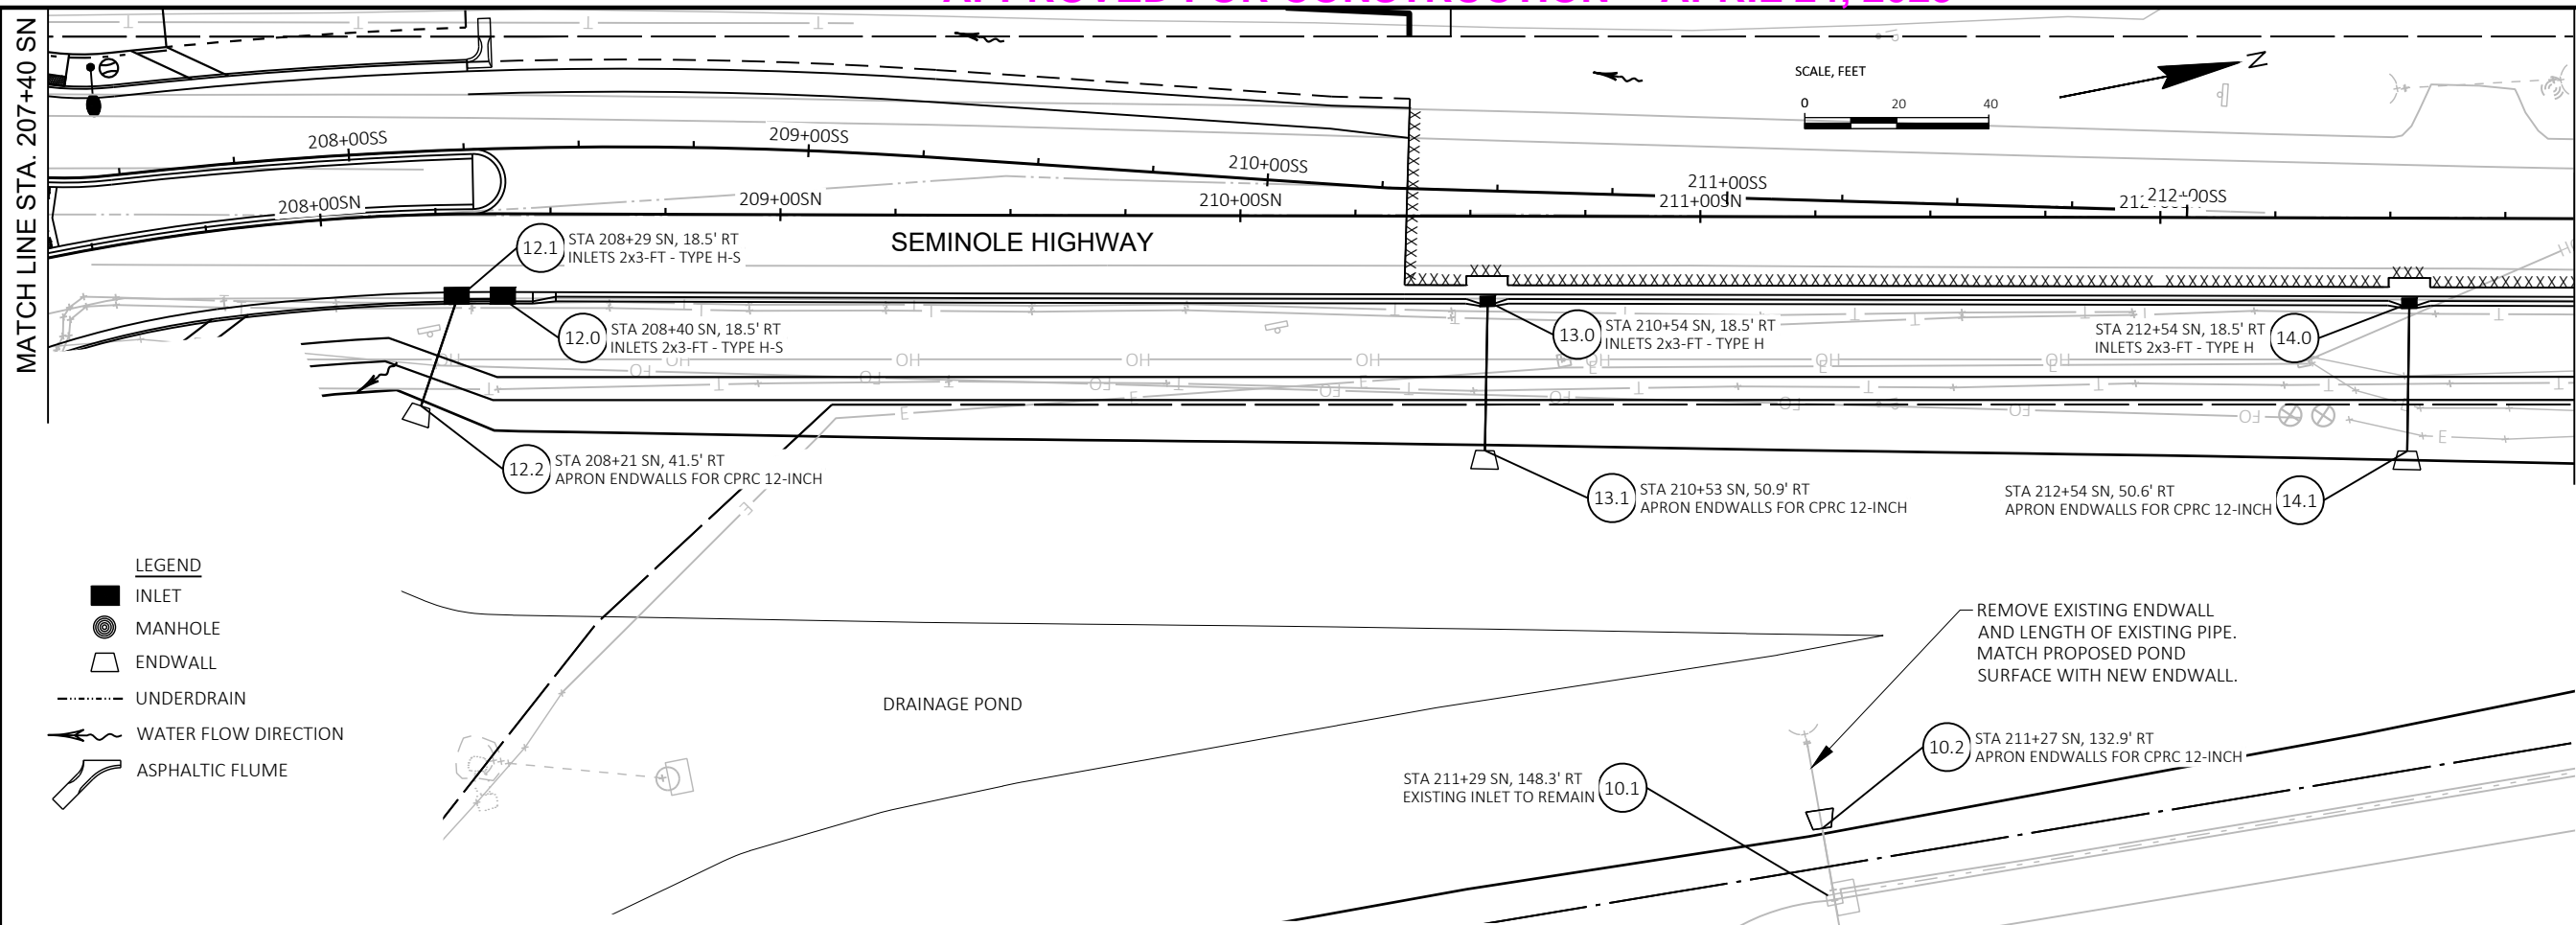 MATCH LINE STA. 207+40 SN
SCALE, FEET
0 20 40
N
208+00SS
209+00SS
210+00SS
211+00SS
212+00SS
208+00SN
209+00SN
210+00SN
211+00SN
SEMINOLE HIGHWAY
12.1
STA 208+29 SN, 18.5' RT
INLETS 2x3-FT - TYPE H-S
12.0
STA 208+40 SN, 18.5' RT
INLETS 2x3-FT - TYPE H-S
13.0
STA 210+54 SN, 18.5' RT
INLETS 2x3-FT - TYPE H
STA 212+54 SN, 18.5' RT
INLETS 2x3-FT - TYPE H
14.0
12.2
STA 208+21 SN, 41.5' RT
APRON ENDWALLS FOR CPRC 12-INCH
13.1
STA 210+53 SN, 50.9' RT
APRON ENDWALLS FOR CPRC 12-INCH
STA 212+54 SN, 50.6' RT
APRON ENDWALLS FOR CPRC 12-INCH
14.1
LEGEND
INLET
MANHOLE
ENDWALL
UNDERDRAIN
WATER FLOW DIRECTION
ASPHALTIC FLUME
DRAINAGE POND
REMOVE EXISTING ENDWALL
AND LENGTH OF EXISTING PIPE.
MATCH PROPOSED POND
SURFACE WITH NEW ENDWALL.
10.2
STA 211+27 SN, 132.9' RT
APRON ENDWALLS FOR CPRC 12-INCH
STA 211+29 SN, 148.3' RT
EXISTING INLET TO REMAIN
10.1